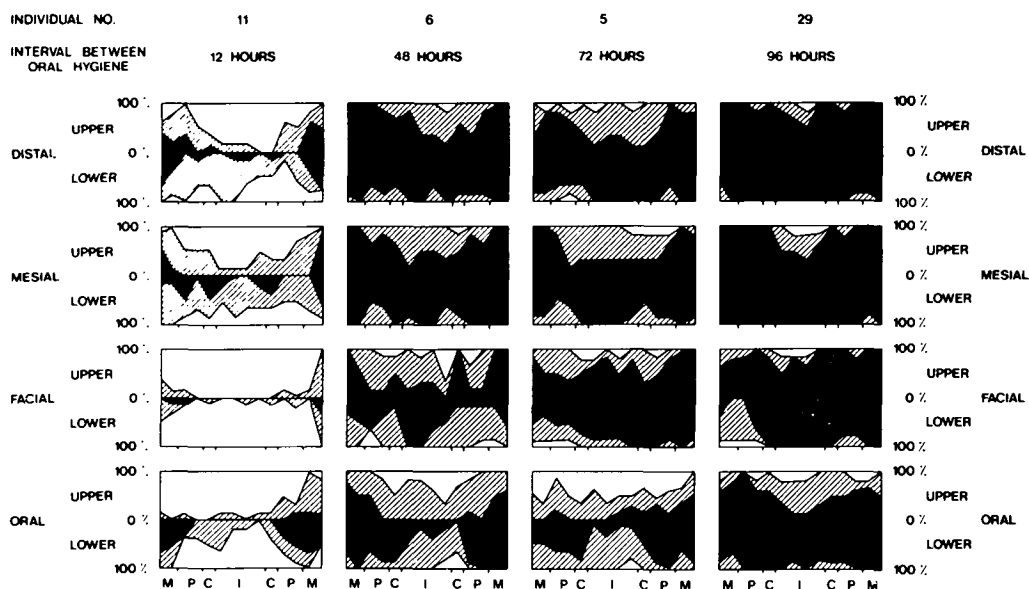 INDIVIDUAL NO. 11 6 5 29
INTERVAL BETWEEN ORAL HYGIENE 12 HOURS 48 HOURS 72 HOURS 96 HOURS
100 %. 100 %
UPPER UPPER
DISTAL 0 %. 0 % DISTAL
LOWER LOWER
100 %. 100 %
100 %. 100 %
UPPER UPPER
MESIAL 0 %. 0 % MESIAL
LOWER LOWER
100 %. 100 %
100 %. 100 %
UPPER UPPER
FACIAL 0 %. 0 % FACIAL
LOWER LOWER
100 %. 100 %
100 %. 100 %
UPPER UPPER
ORAL 0 % 0 % ORAL
LOWER LOWER
100 % 100 %
M P C I C P M M P C I C P M M P C I C P M M P C I C P M